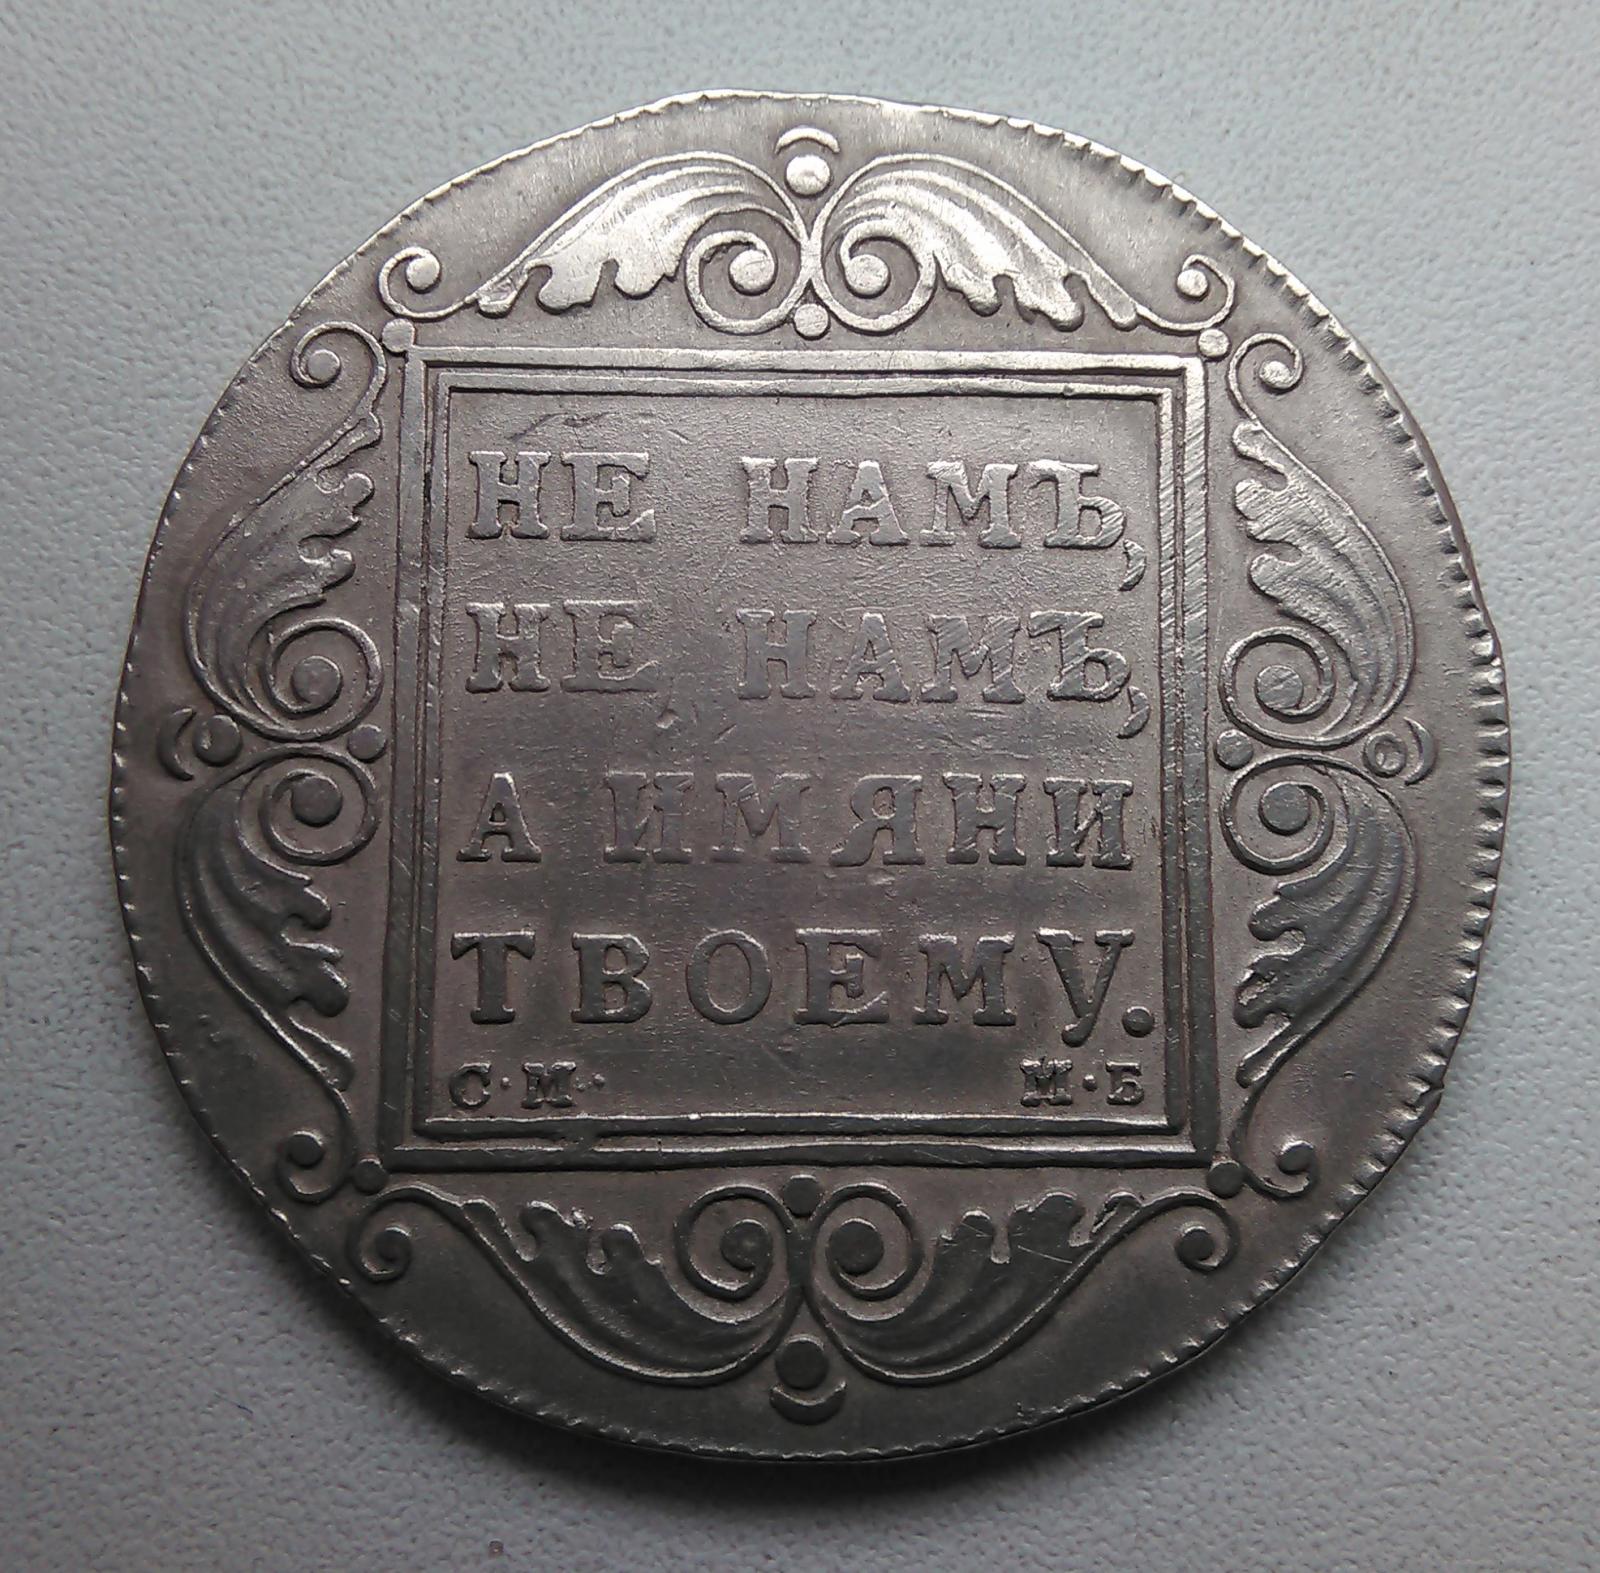 НЕ НАМЪ,
НЕ НАМЪ,
А ИМЯНИ
ТВОЕМУ.
С·М· М·Б